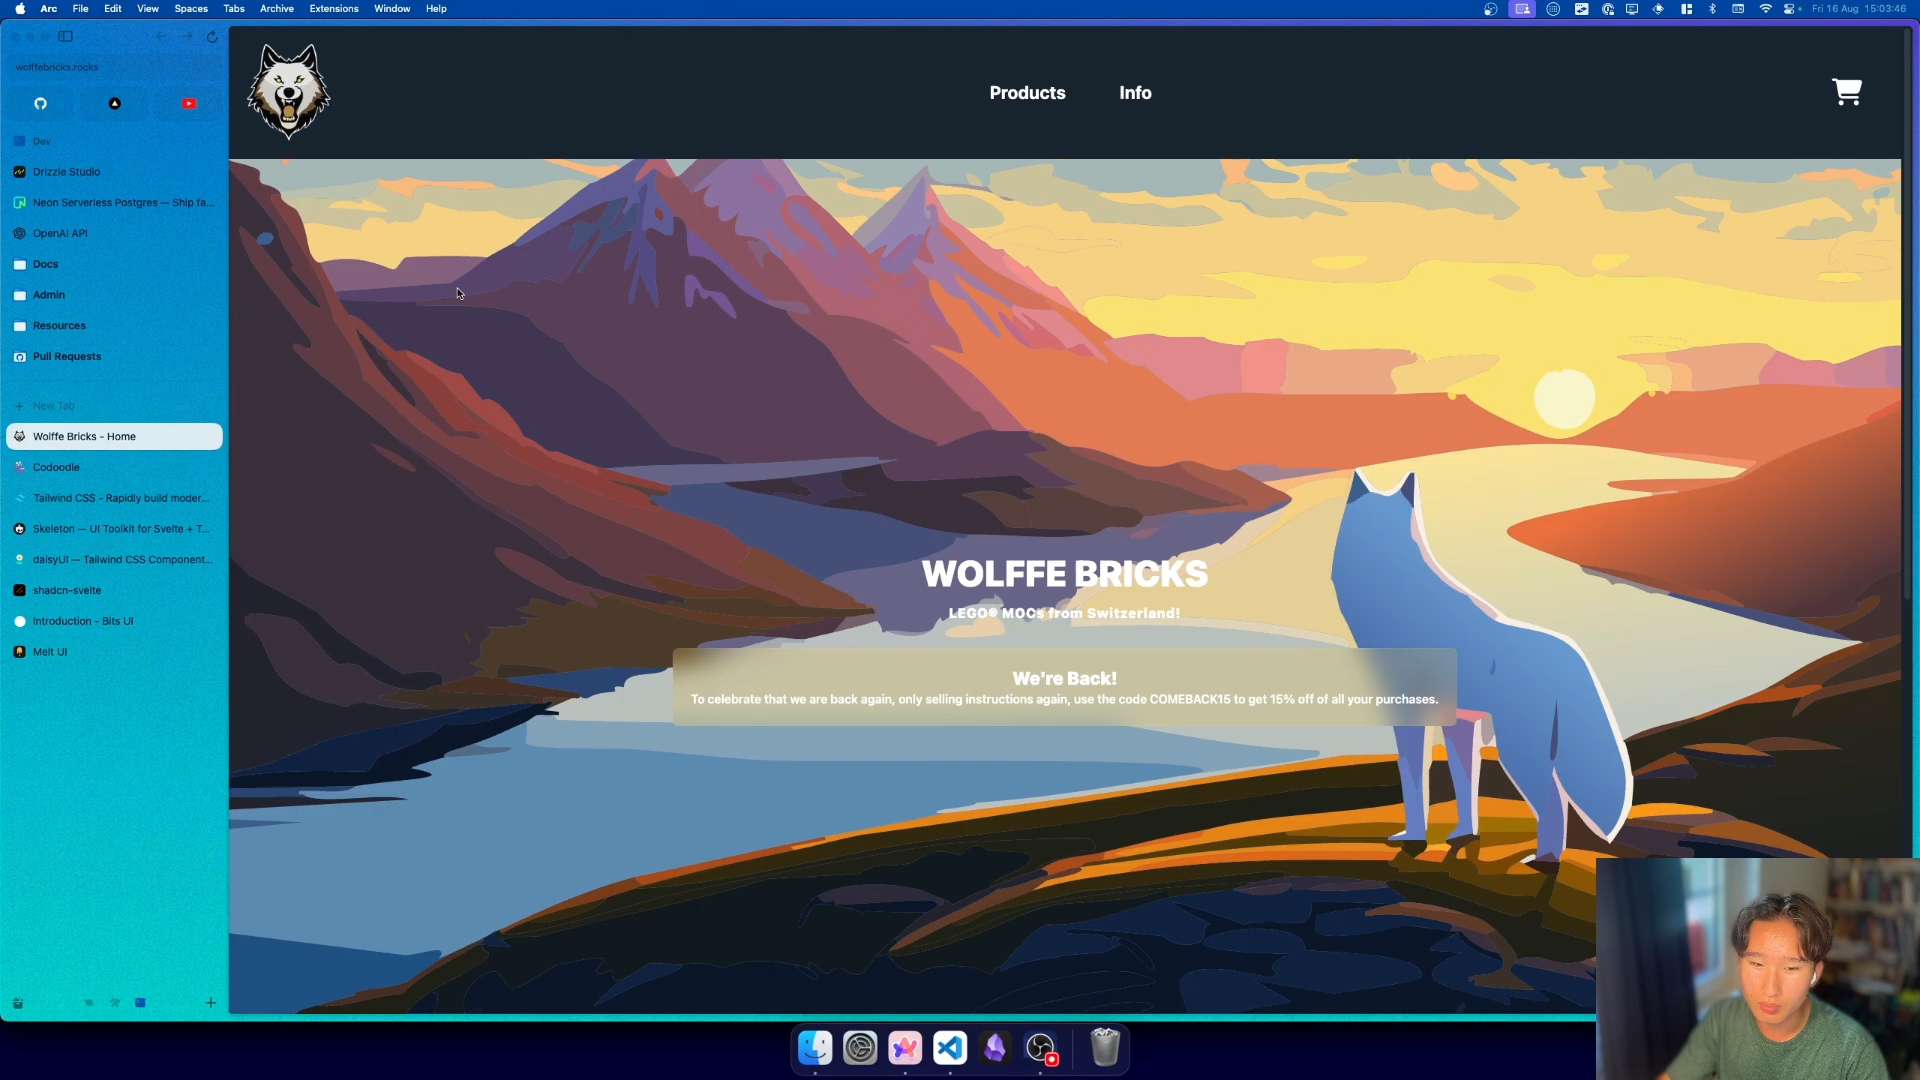 Arc File Edit View Spaces Tabs Archive Extensions Window Help
Fri 16 Aug 15:03:46
wolffebricks.rocks
Dev
Drizzle Studio
Neon Serverless Postgres — Ship fa...
OpenAI API
Docs
Admin
Resources
Pull Requests
+ New Tab
Wolffe Bricks - Home
Codoodle
Tailwind CSS - Rapidly build moder...
Skeleton — UI Toolkit for Svelte + T...
daisyUI — Tailwind CSS Component...
shadcn-svelte
Introduction - Bits UI
Melt UI
Products Info
WOLFFE BRICKS
LEGO® MOCs from Switzerland!
We're Back!
To celebrate that we are back again, only selling instructions again, use the code COMEBACK15 to get 15% off of all your purchases.